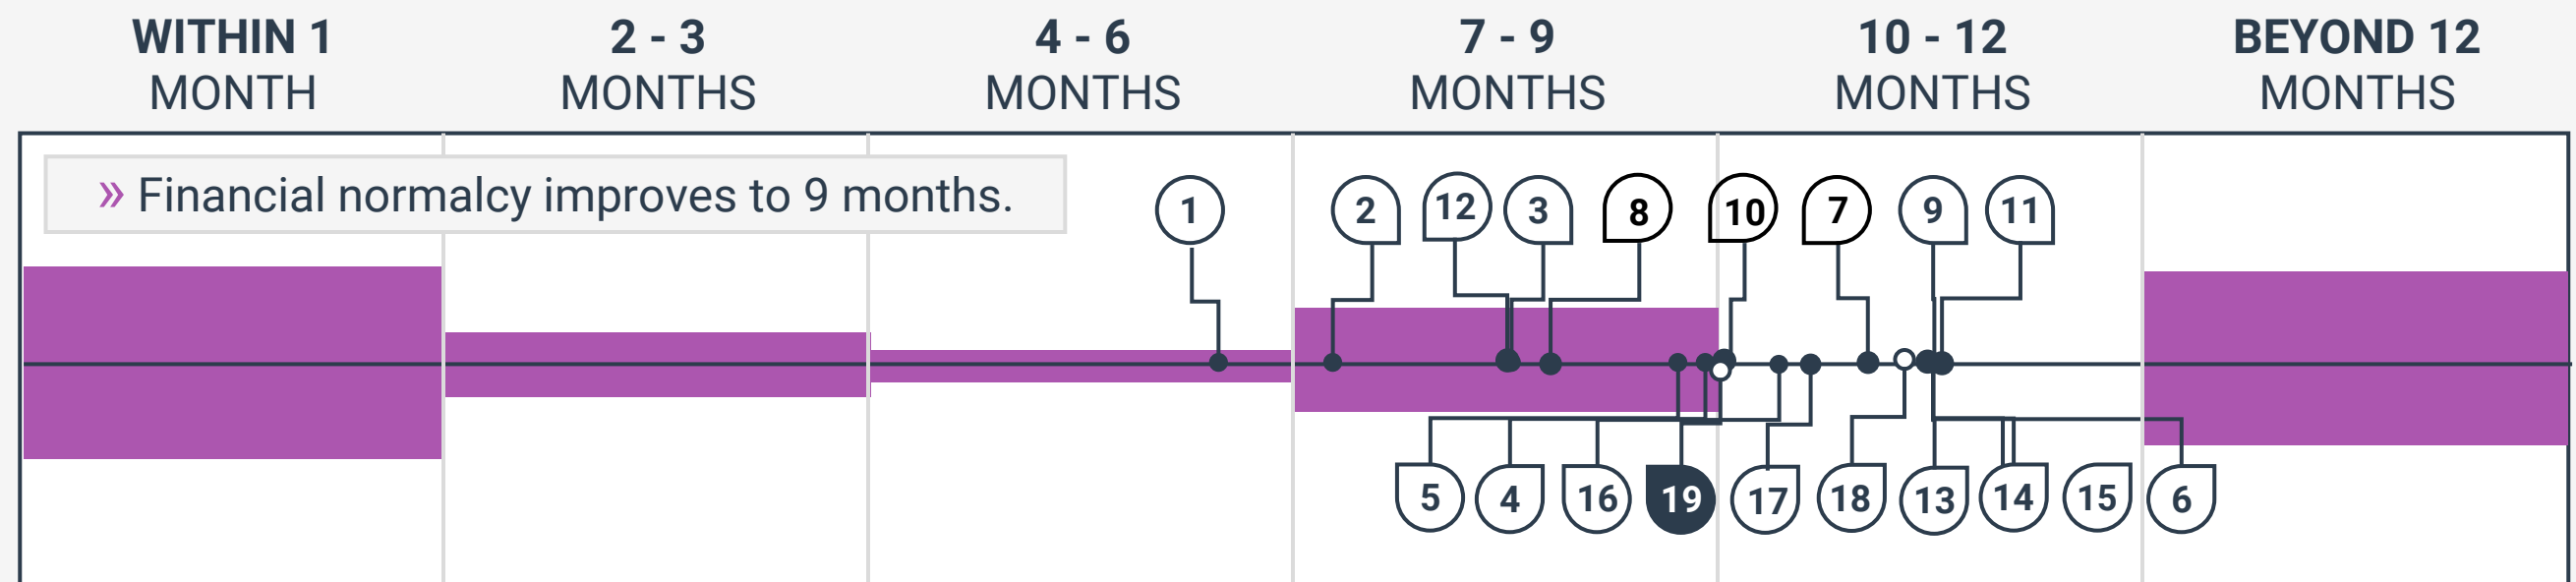 WITHIN 1 2 - 3 4 - 6 7 - 9 10 - 12 BEYOND 12
MONTH MONTHS MONTHS MONTHS MONTHS MONTHS
» Financial normalcy improves to 9 months.
1 2 12 3 8 10 7 9 11
5 4 16 19 17 18 13 14 15 6